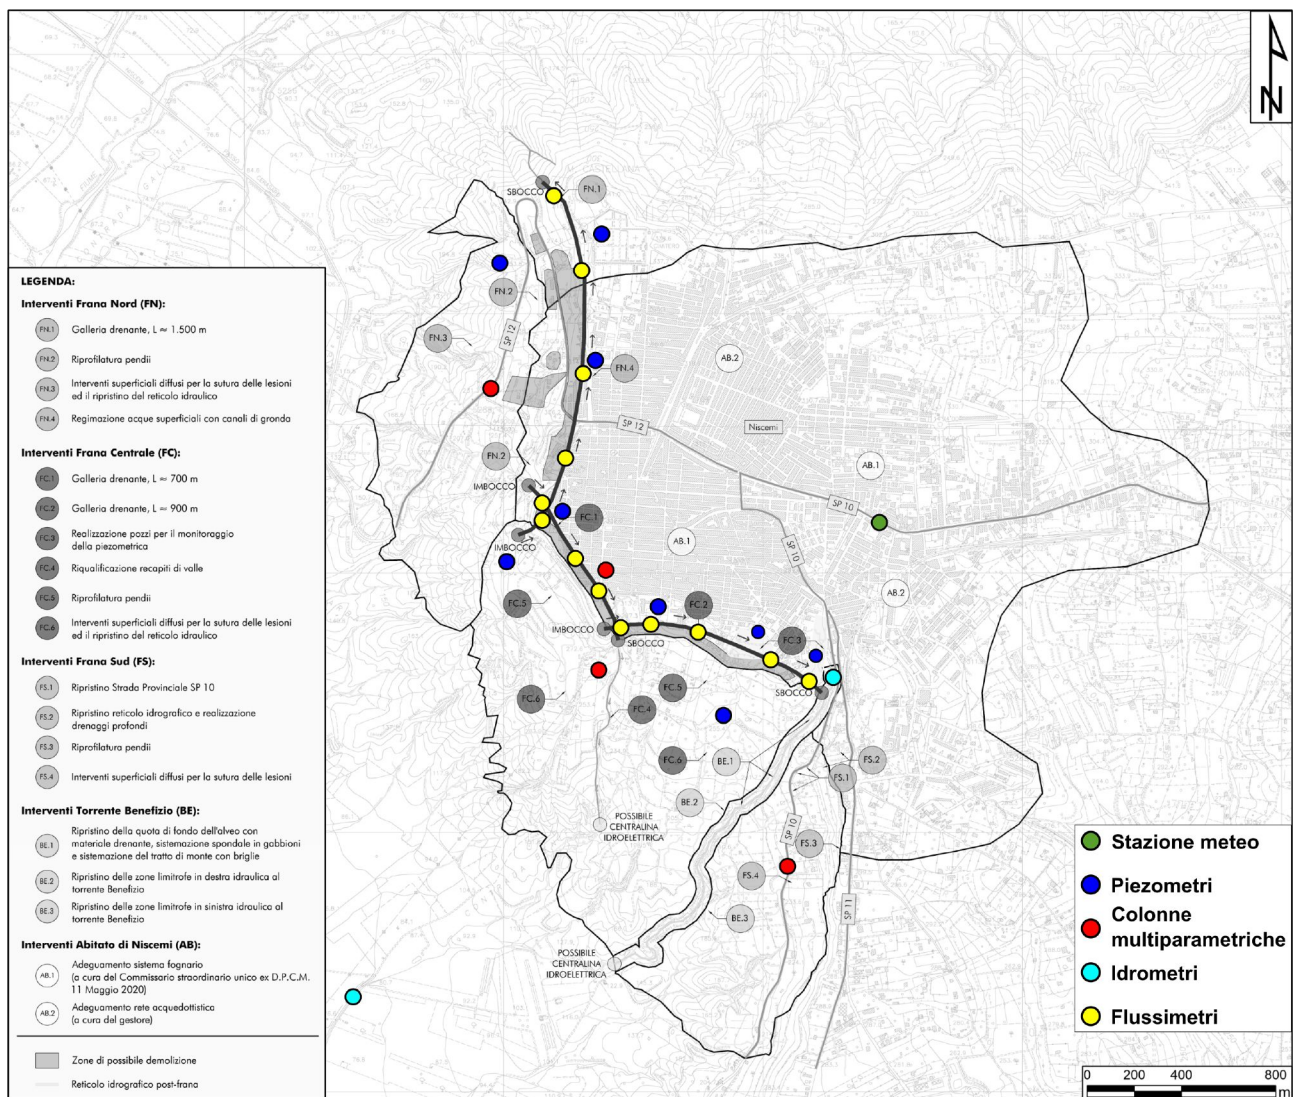 N
SBOCCO
FN.1
FN.2
FN.3
SP 12
FN.4
AB.2
SP 12
Niscemi
FN.2
AB.1
IMBOCCO
SP 10
FC.1
IMBOCCO
AB.1
SP 10
FC.5
FC.2
AB.2
IMBOCCO
SBOCCO
FC.3
FC.5
SBOCCO
FC.6
FC.4
FC.6
BE.1
FS.2
FS.1
BE.2
POSSIBILE
CENTRALINA
IDROELETTRICA
SP 10
FS.3
FS.4
BE.3
SP 11
POSSIBILE
CENTRALINA
IDROELETTRICA
LEGENDA:
Interventi Frana Nord (FN):
FN.1 Galleria drenante, L ≈ 1.500 m
FN.2 Riprofilatura pendii
FN.3 Interventi superficiali diffusi per la sutura delle lesioni
ed il ripristino del reticolo idraulico
FN.4 Regimazione acque superficiali con canali di gronda
Interventi Frana Centrale (FC):
FC.1 Galleria drenante, L ≈ 700 m
FC.2 Galleria drenante, L ≈ 900 m
FC.3 Realizzazione pozzi per il monitoraggio
della piezometrica
FC.4 Riqualificazione recapiti di valle
FC.5 Riprofilatura pendii
FC.6 Interventi superficiali diffusi per la sutura delle lesioni
ed il ripristino del reticolo idraulico
Interventi Frana Sud (FS):
FS.1 Ripristino Strada Provinciale SP 10
FS.2 Ripristino reticolo idrografico e realizzazione
drenaggi profondi
FS.3 Riprofilatura pendii
FS.4 Interventi superficiali diffusi per la sutura delle lesioni
Interventi Torrente Benefizio (BE):
BE.1 Ripristino della quota di fondo dell'alveo con
materiale drenante, sistemazione spondale in gabbioni
e sistemazione del tratto di monte con briglie
BE.2 Ripristino delle zone limitrofe in destra idraulica al
torrente Benefizio
BE.3 Ripristino delle zone limitrofe in sinistra idraulica al
torrente Benefizio
Interventi Abitato di Niscemi (AB):
AB.1 Adeguamento sistema fognario
(a cura del Commissario straordinario unico ex D.P.C.M.
11 Maggio 2020)
AB.2 Adeguamento rete acquedottistica
(a cura del gestore)
Zone di possibile demolizione
Reticolo idrografico post-frana
Stazione meteo
Piezometri
Colonne
multiparametriche
Idrometri
Flussimetri
0 200 400 800
m